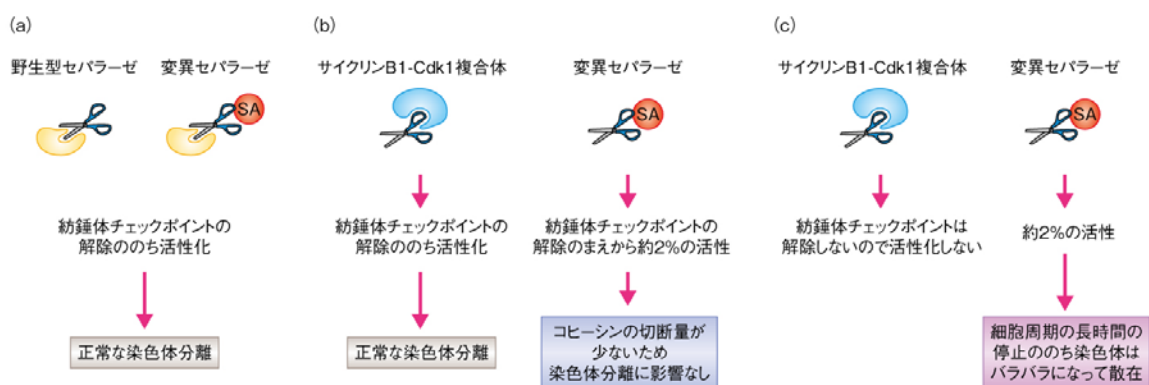 (a)
野生型セパラーゼ
変異セパラーゼ
SA
紡錘体チェックポイントの
解除ののち活性化
正常な染色体分離
(b)
サイクリンB1-Cdk1複合体
変異セパラーゼ
SA
紡錘体チェックポイントの
解除ののち活性化
紡錘体チェックポイントの
解除のまえから約2%の活性
正常な染色体分離
コヒーシンの切断量が
少ないため
染色体分離に影響なし
(c)
サイクリンB1-Cdk1複合体
変異セパラーゼ
SA
紡錘体チェックポイントは
解除しないので活性化しない
約2%の活性
細胞周期の長時間の
停止ののち染色体は
バラバラになって散在